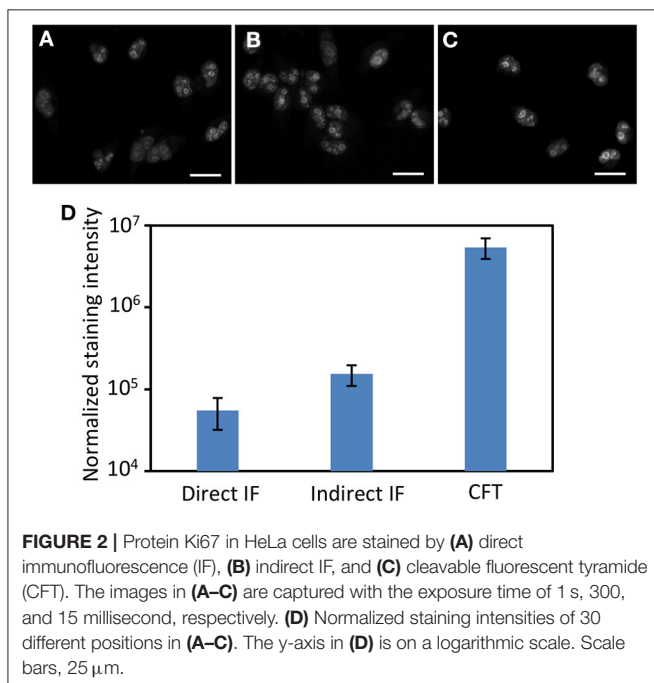 A
B
C
D
Normalized staining intensity
10⁷
10⁶
10⁵
10⁴
Direct IF
Indirect IF
CFT
FIGURE 2 | Protein Ki67 in HeLa cells are stained by (A) direct
immunofluorescence (IF), (B) indirect IF, and (C) cleavable fluorescent tyramide
(CFT). The images in (A–C) are captured with the exposure time of 1 s, 300,
and 15 millisecond, respectively. (D) Normalized staining intensities of 30
different positions in (A–C). The y-axis in (D) is on a logarithmic scale. Scale
bars, 25 μm.